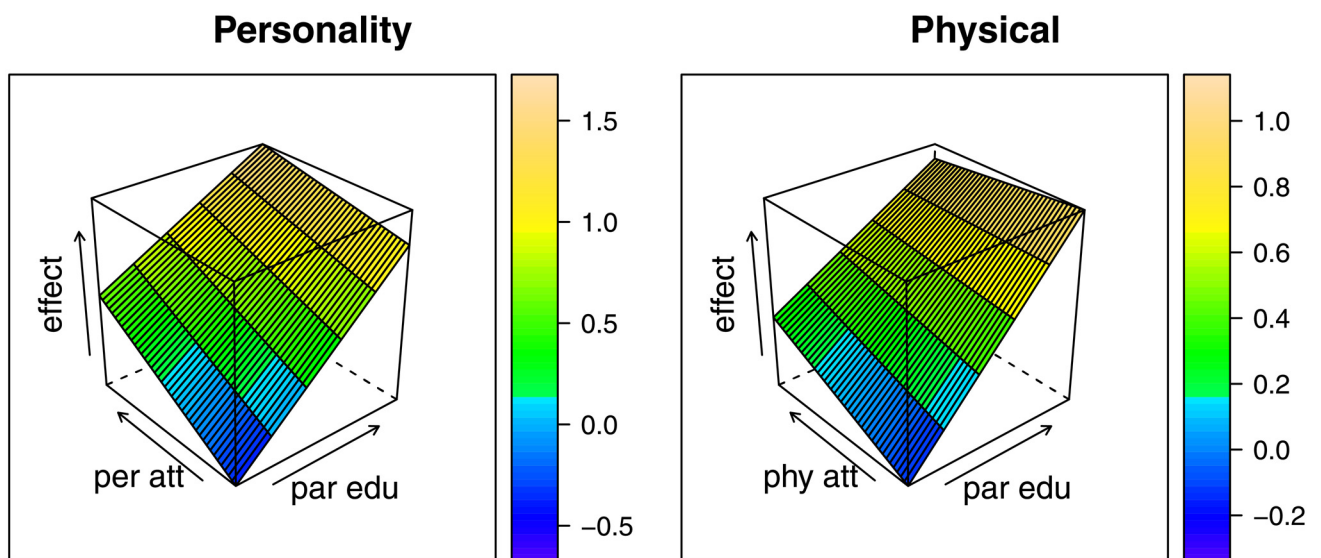 Personality
effect
per att
par edu
1.5
1.0
0.5
0.0
−0.5
Physical
effect
phy att
par edu
1.0
0.8
0.6
0.4
0.2
0.0
−0.2